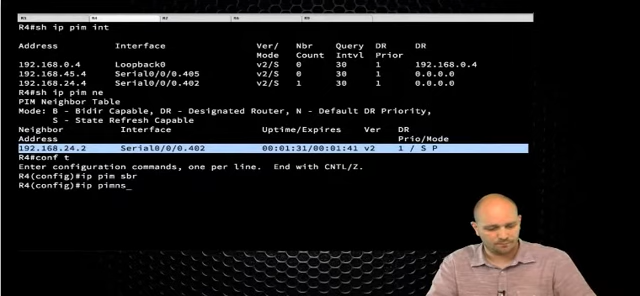 R4#sh ip pim int
Address Interface Ver/ Nbr Query DR DR
Mode Count Intvl Prior
192.168.0.4 Loopback0 v2/S 0 30 1 192.168.0.4
192.168.45.4 Serial0/0/0.405 v2/S 0 30 1 0.0.0.0
192.168.24.4 Serial0/0/0.402 v2/S 1 30 1 0.0.0.0
R4#sh ip pim ne
PIM Neighbor Table
Mode: B - Bidir Capable, DR - Designated Router, N - Default DR Priority,
S - State Refresh Capable
Neighbor Interface Uptime/Expires Ver DR
Address Prio/Mode
192.168.24.2 Serial0/0/0.402 00:01:31/00:01:41 v2 1 / S P
R4#conf t
Enter configuration commands, one per line. End with CNTL/Z.
R4(config)#ip pim sbr
R4(config)#ip pimns_